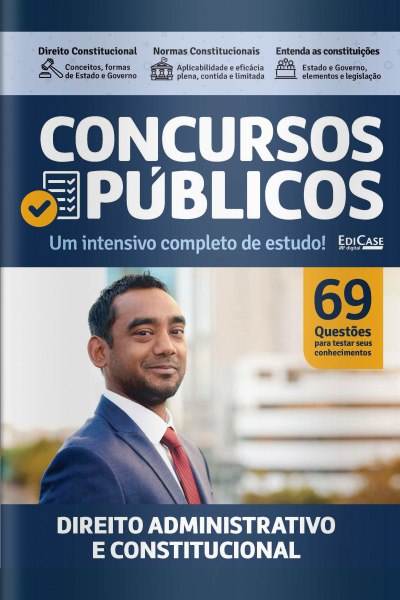 Direito Constitucional
Conceitos, formas
de Estado e Governo
Normas Constitucionais
Aplicabilidade e eficácia
plena, contida e limitada
Entenda as constituições
Estado e Governo,
elementos e legislação
CONCURSOS
PÚBLICOS
Um intensivo completo de estudo!
EDICASE
digital
69
Questões
para testar seus
conhecimentos
DIREITO ADMINISTRATIVO
E CONSTITUCIONAL